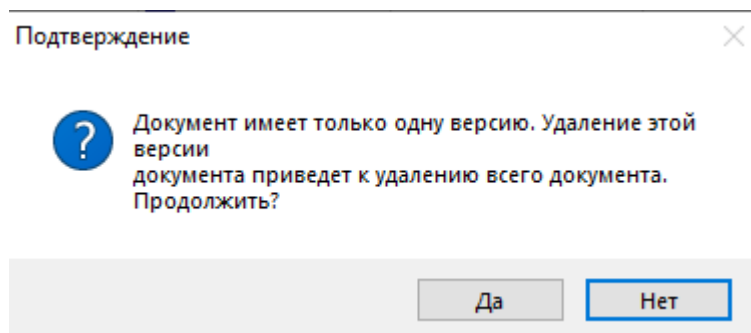 Подтверждение
Документ имеет только одну версию. Удаление этой
версии
документа приведет к удалению всего документа.
Продолжить?
Да
Нет